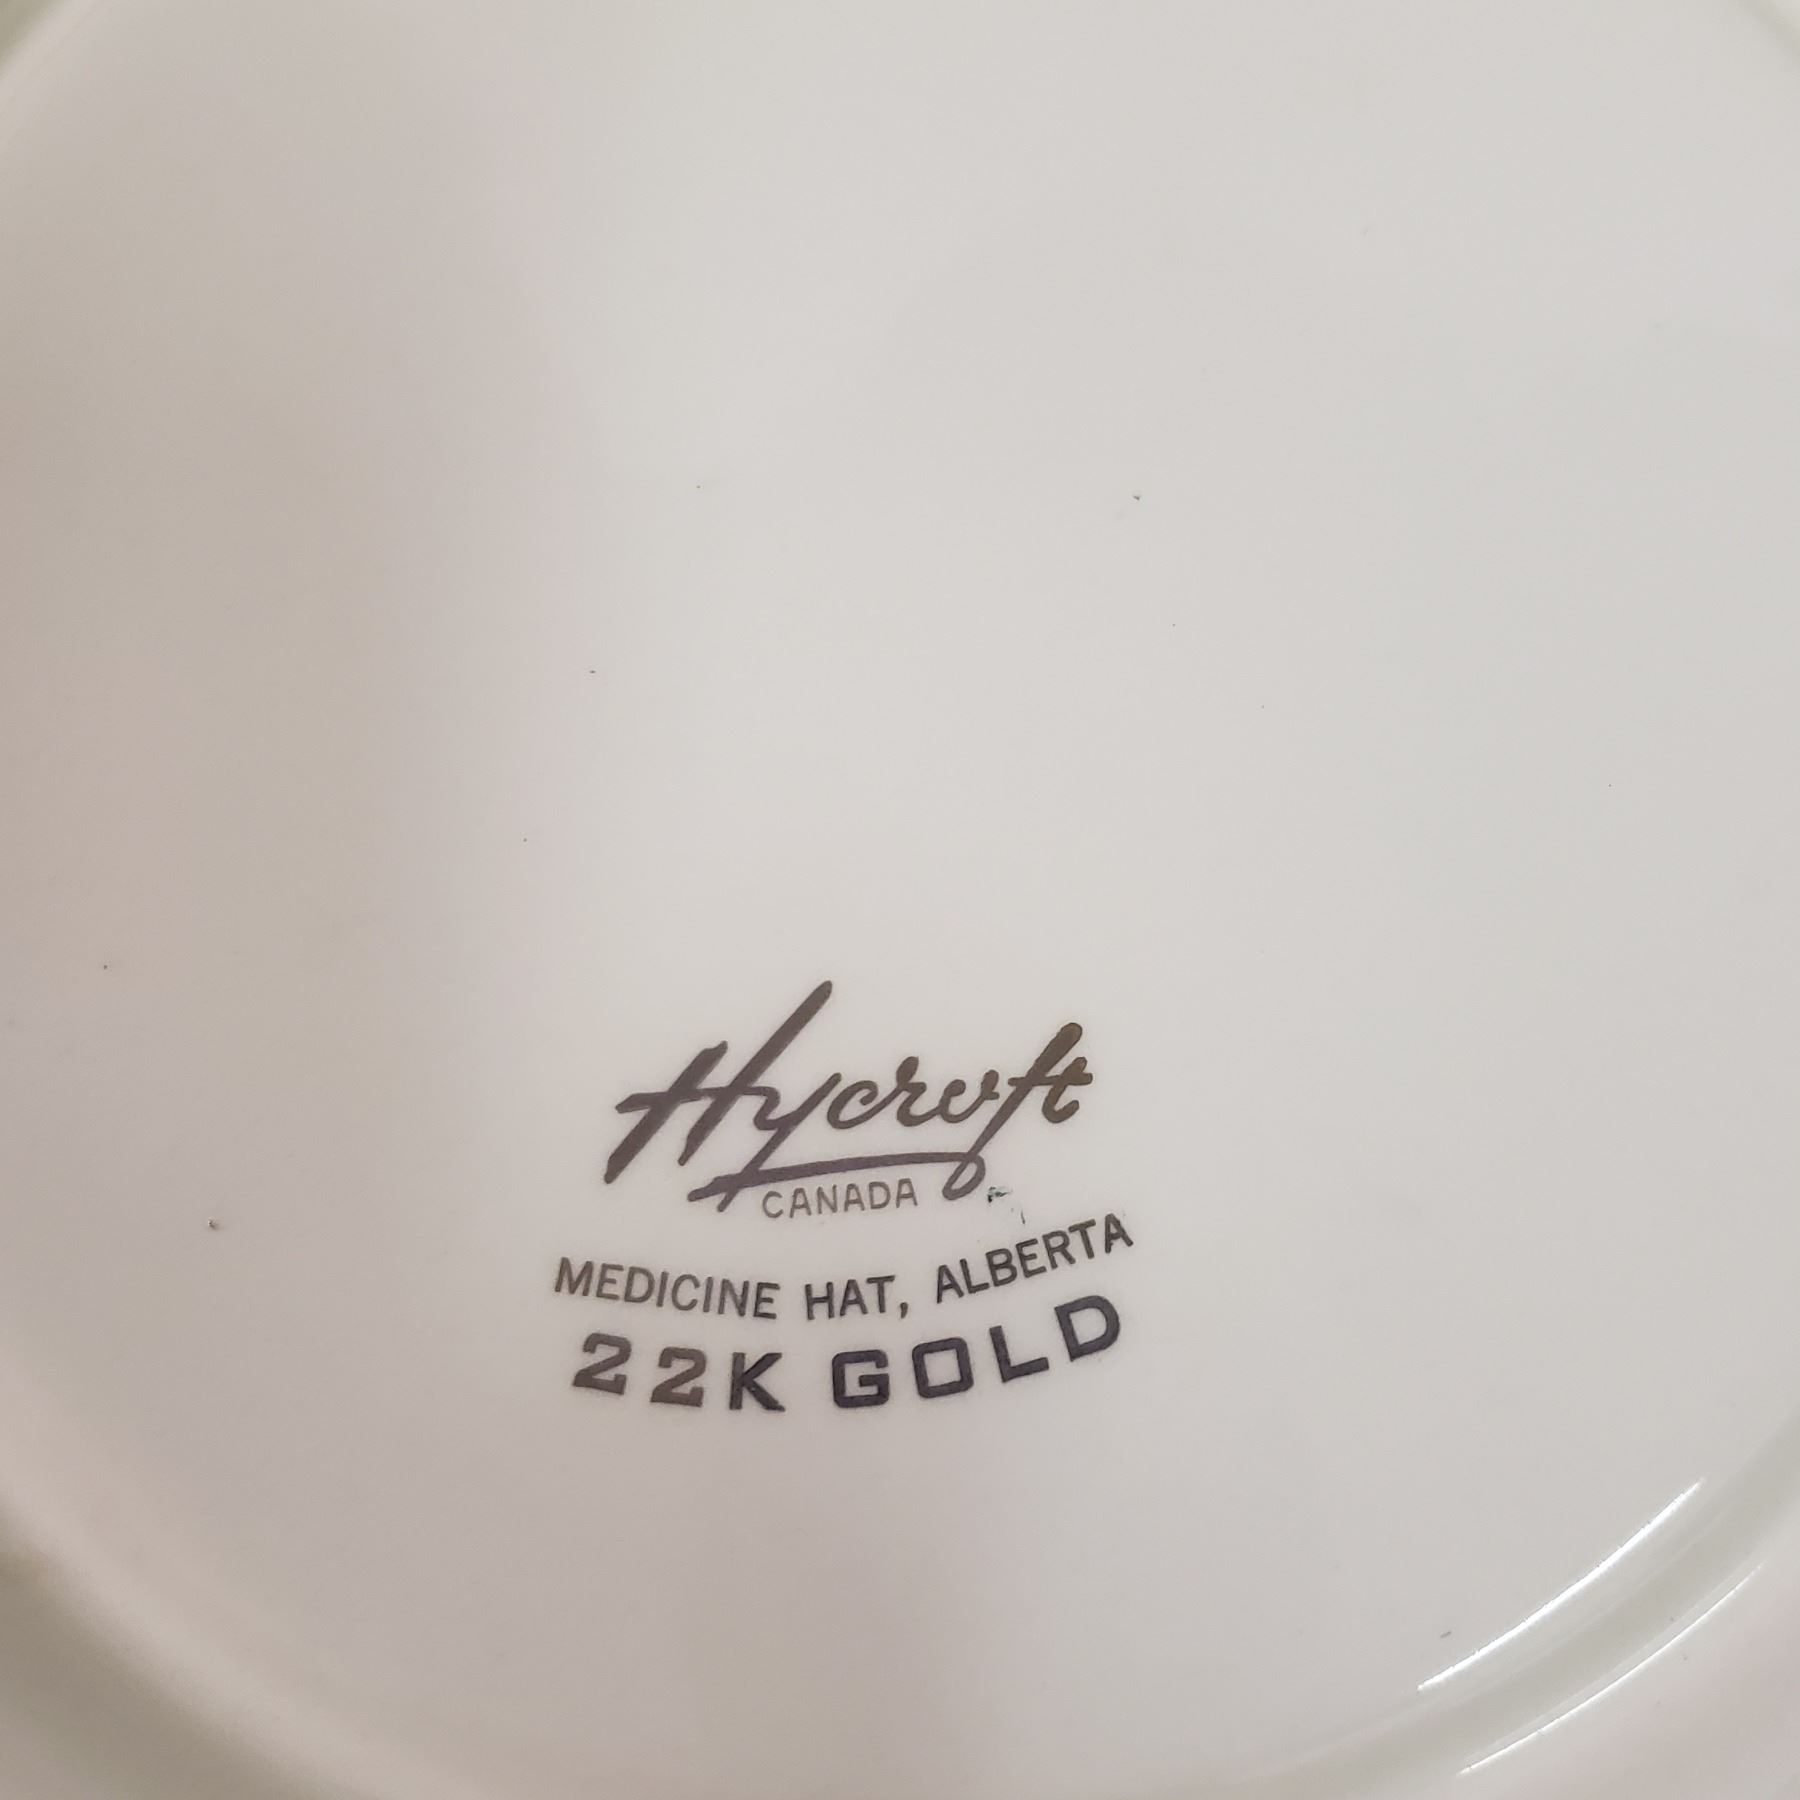 Hycroft
CANADA
MEDICINE HAT, ALBERTA
22K GOLD